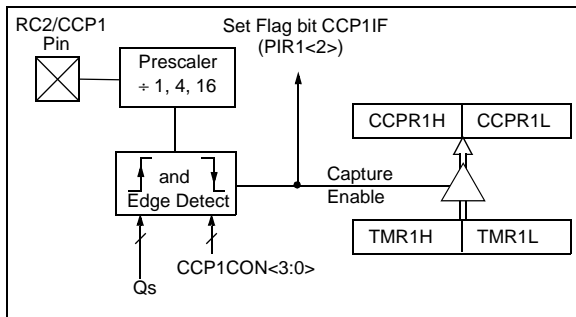 RC2/CCP1
Pin
Prescaler
÷ 1, 4, 16
Set Flag bit CCP1IF
(PIR1<2>)
CCPR1H
CCPR1L
and
Edge Detect
Capture
Enable
TMR1H
TMR1L
CCP1CON<3:0>
Qs